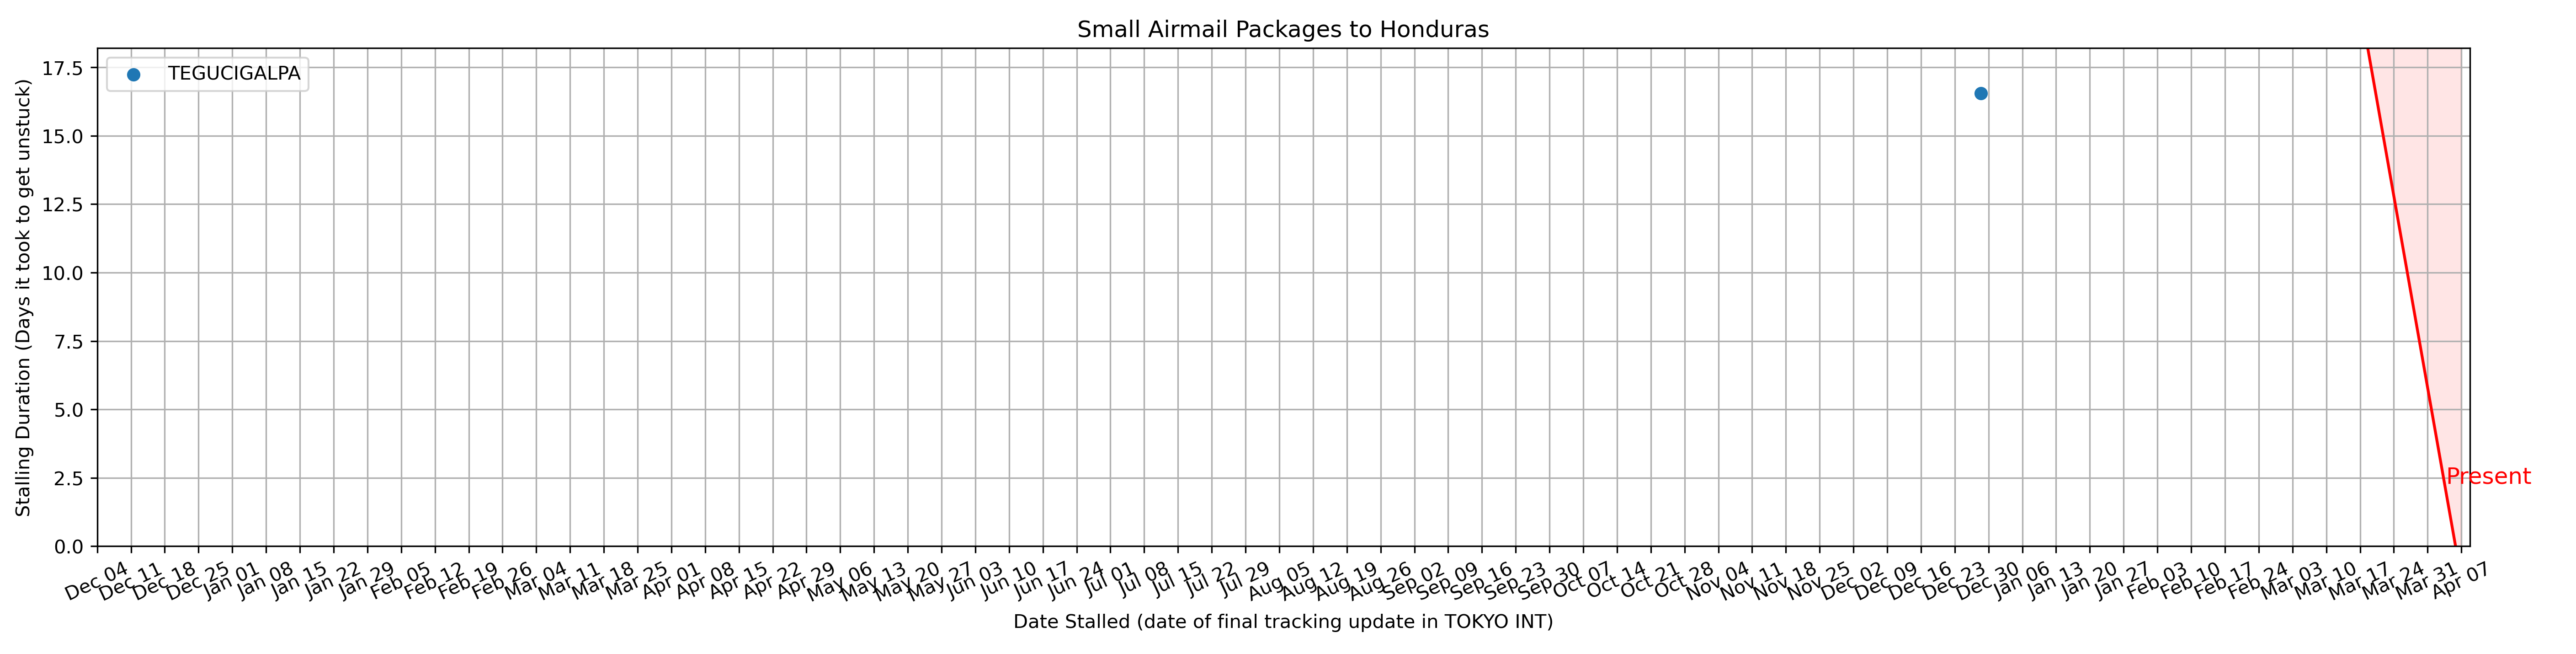 Small Airmail Packages to Honduras
TEGUCIGALPA
Stalling Duration (Days it took to get unstuck)
17.5
15.0
12.5
10.0
7.5
5.0
2.5
0.0
Present
Dec 04 Dec 11 Dec 18 Dec 25 Jan 01 Jan 08 Jan 15 Jan 22 Jan 29 Feb 05 Feb 12 Feb 19 Feb 26 Mar 04 Mar 11 Mar 18 Mar 25 Apr 01 Apr 08 Apr 15 Apr 22 Apr 29 May 06 May 13 May 20 May 27 Jun 03 Jun 10 Jun 17 Jun 24 Jul 01 Jul 08 Jul 15 Jul 22 Jul 29 Aug 05 Aug 12 Aug 19 Aug 26 Sep 02 Sep 09 Sep 16 Sep 23 Sep 30 Oct 07 Oct 14 Oct 21 Oct 28 Nov 04 Nov 11 Nov 18 Nov 25 Dec 02 Dec 09 Dec 16 Dec 23 Dec 30 Jan 06 Jan 13 Jan 20 Jan 27 Feb 03 Feb 10 Feb 17 Feb 24 Mar 03 Mar 10 Mar 17 Mar 24 Mar 31 Apr 07
Date Stalled (date of final tracking update in TOKYO INT)